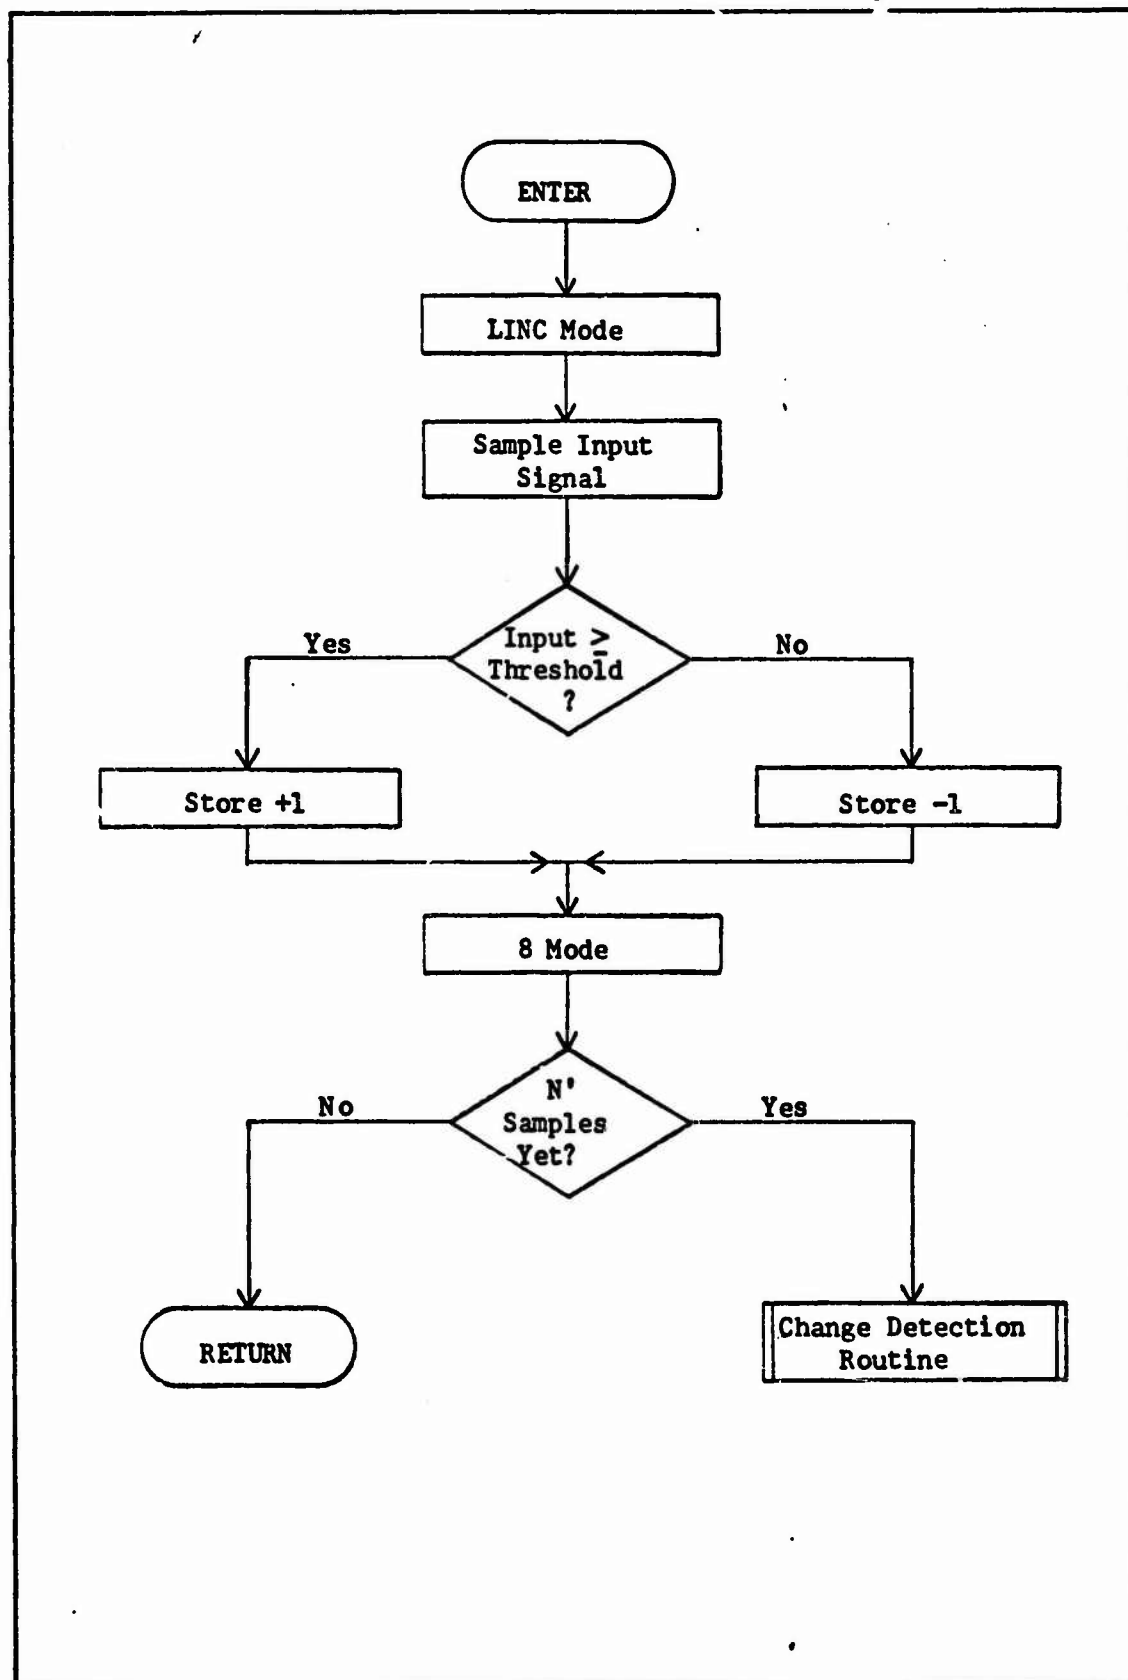 ENTER
LINC Mode
Sample Input
Signal
Input ≥
Threshold
?
Yes
No
Store +1
Store -1
8 Mode
N'
Samples
Yet?
No
Yes
RETURN
Change Detection
Routine